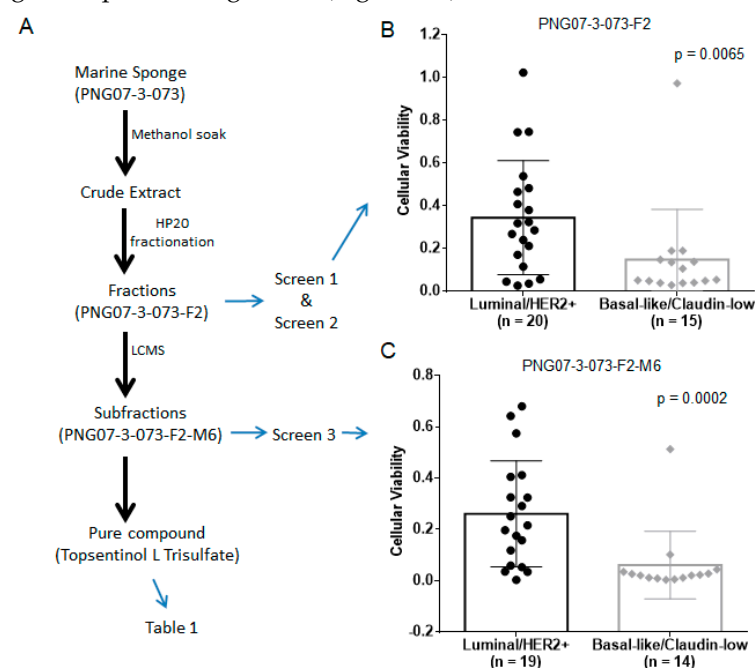 A
Marine Sponge
(PNG07-3-073)
Methanol soak
Crude Extract
HP20
fractionation
Fractions
(PNG07-3-073-F2)
Screen 1
&
Screen 2
LCMS
Subfractions
(PNG07-3-073-F2-M6)
Screen 3
Pure compound
(Topsentinol L Trisulfate)
Table 1
B
PNG07-3-073-F2
p = 0.0065
Cellular Viability
1.2
1.0
0.8
0.6
0.4
0.2
0.0
Luminal/HER2+
(n = 20)
Basal-like/Claudin-low
(n = 15)
C
PNG07-3-073-F2-M6
p = 0.0002
Cellular Viability
0.8
0.6
0.4
0.2
0.0
-0.2
Luminal/HER2+
(n = 19)
Basal-like/Claudin-low
(n = 14)